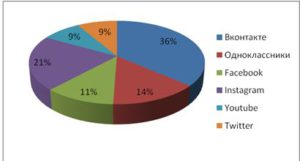 9%
9%
36%
21%
11%
14%
Вконтакте
Одноклассники
Facebook
Instagram
Youtube
Twitter